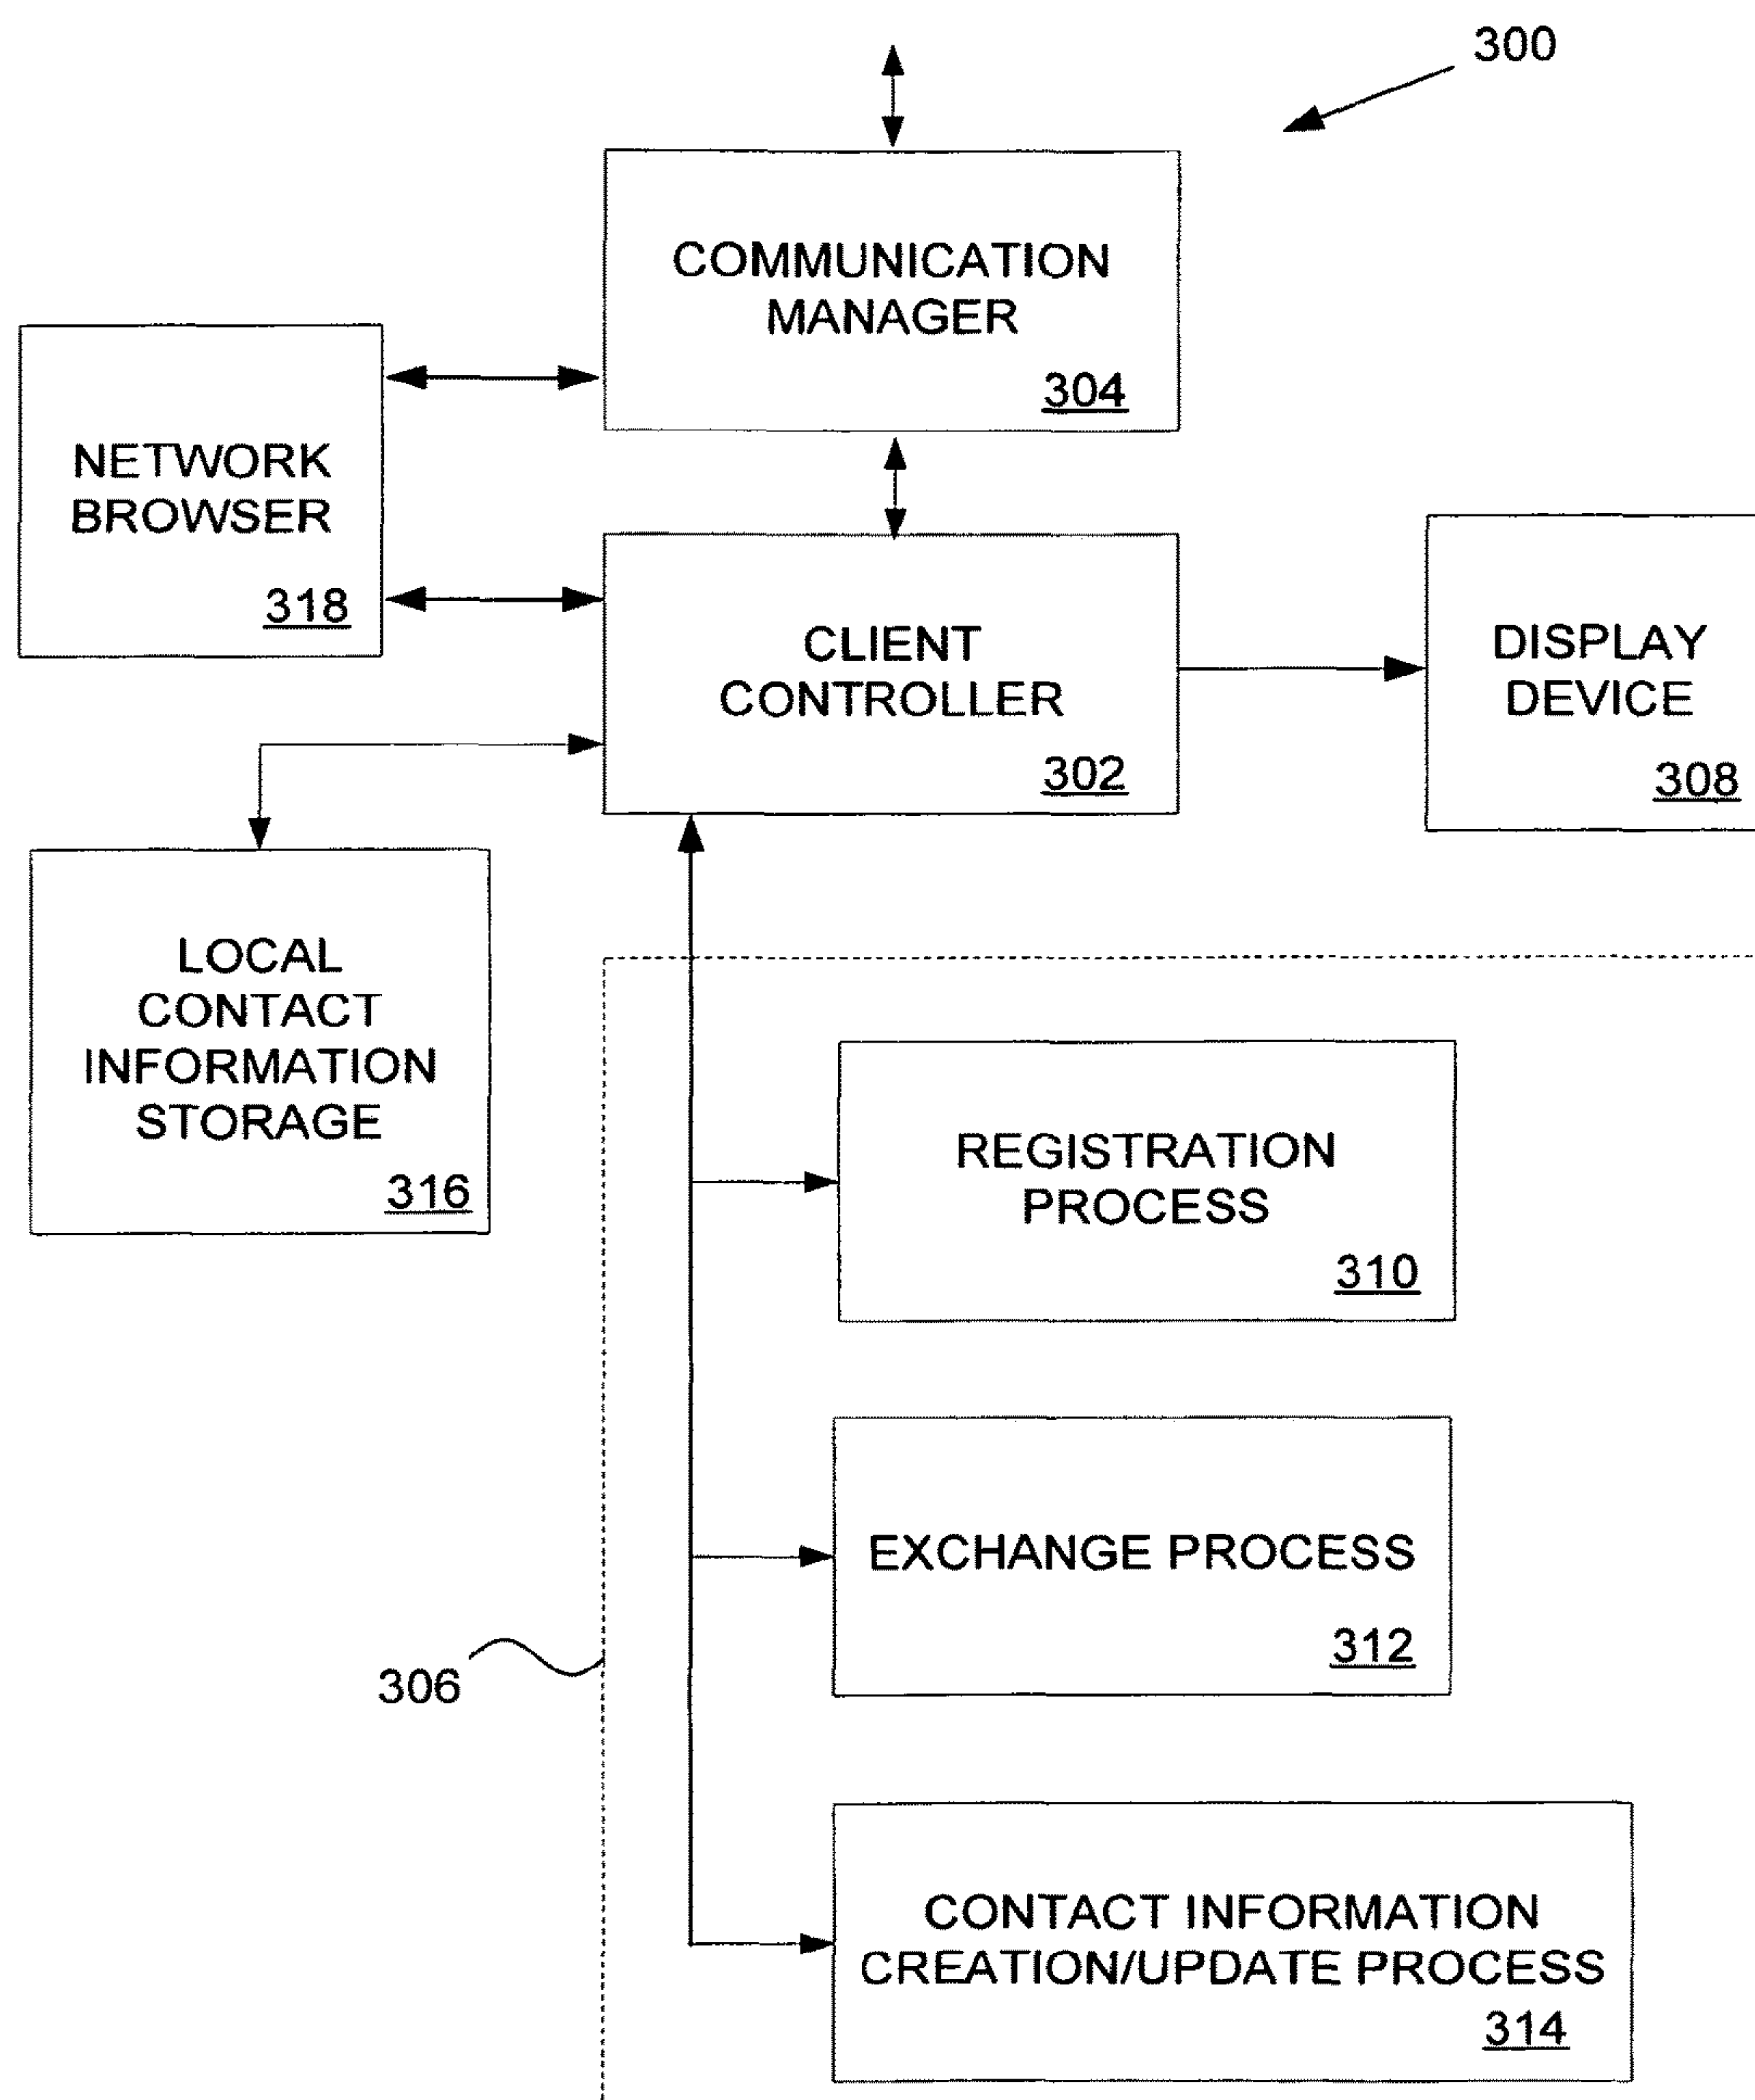 300
COMMUNICATION
MANAGER
304
NETWORK
BROWSER
318
CLIENT
CONTROLLER
302
DISPLAY
DEVICE
308
LOCAL
CONTACT
INFORMATION
STORAGE
316
REGISTRATION
PROCESS
310
EXCHANGE PROCESS
312
306
CONTACT INFORMATION
CREATION/UPDATE PROCESS
314